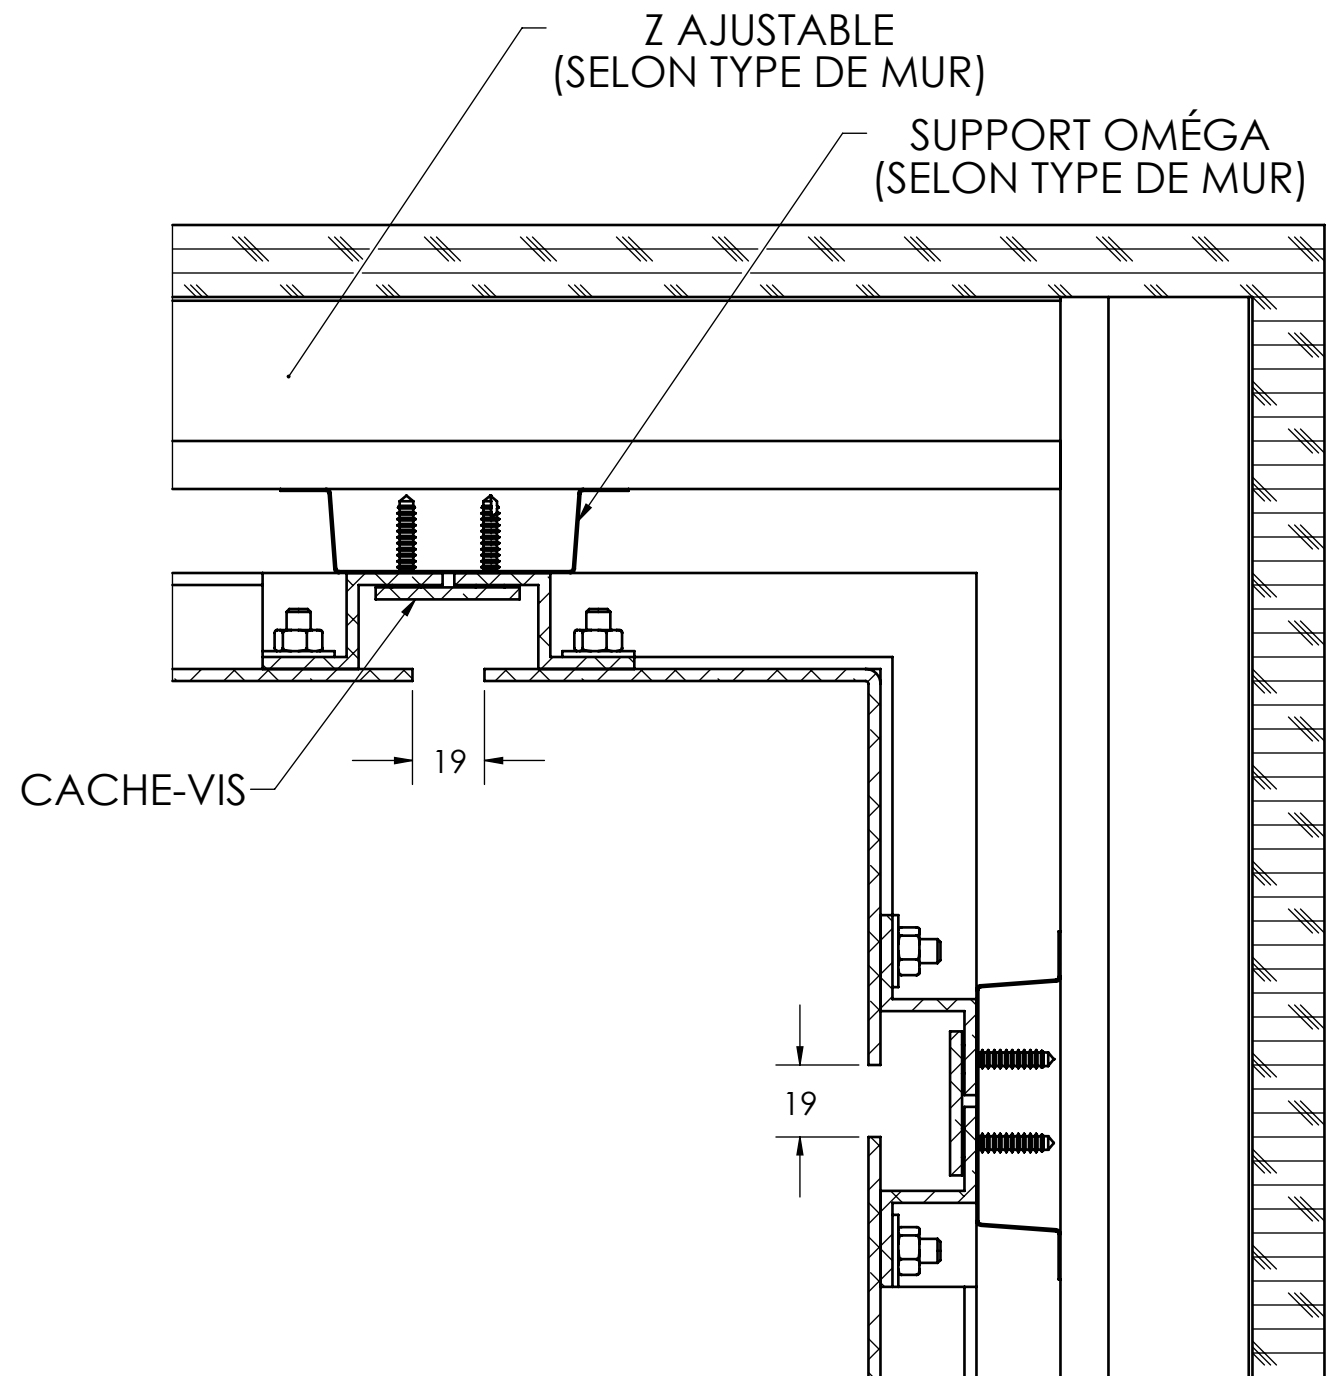 Z AJUSTABLE
(SELON TYPE DE MUR)
SUPPORT OMÉGA
(SELON TYPE DE MUR)
19
CACHE-VIS
19